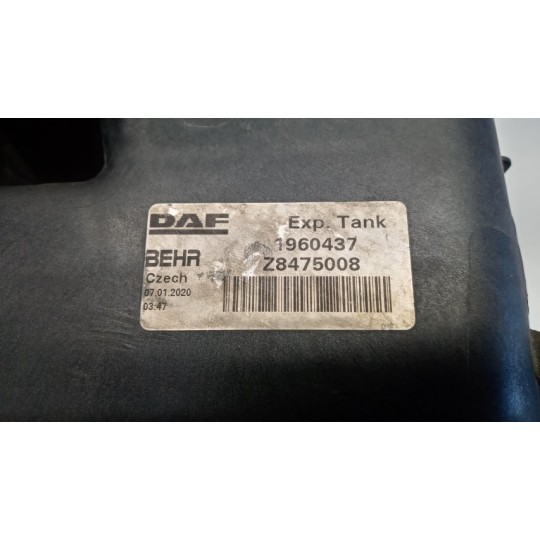 DAF Exp. Tank
1960437
BEHR Z8475008
Czech
07.01.2020
03:47